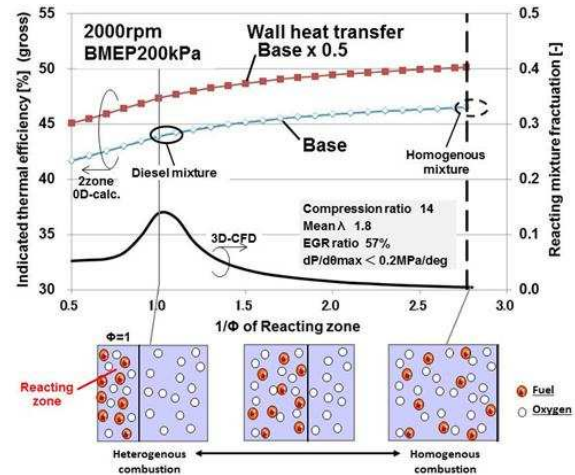 2000rpm
BMEP200kPa
Wall heat transfer
Base x 0.5
Base
Diesel mixture
Homogenous
mixture
2zone
0D-calc.
3D-CFD
Compression ratio 14
Mean λ 1.8
EGR ratio 57%
dP/dθmax < 0.2MPa/deg
Indicated thermal efficiency [%] (gross)
55
50
45
40
35
30
Reacting mixture fractuation [-]
0.5
0.4
0.3
0.2
0.1
0.0
0.5 1.0 1.5 2.0 2.5 3.0
1/Φ of Reacting zone
Φ=1
Reacting
zone
Fuel
Oxygen
Heterogenous
combustion
Homogenous
combustion